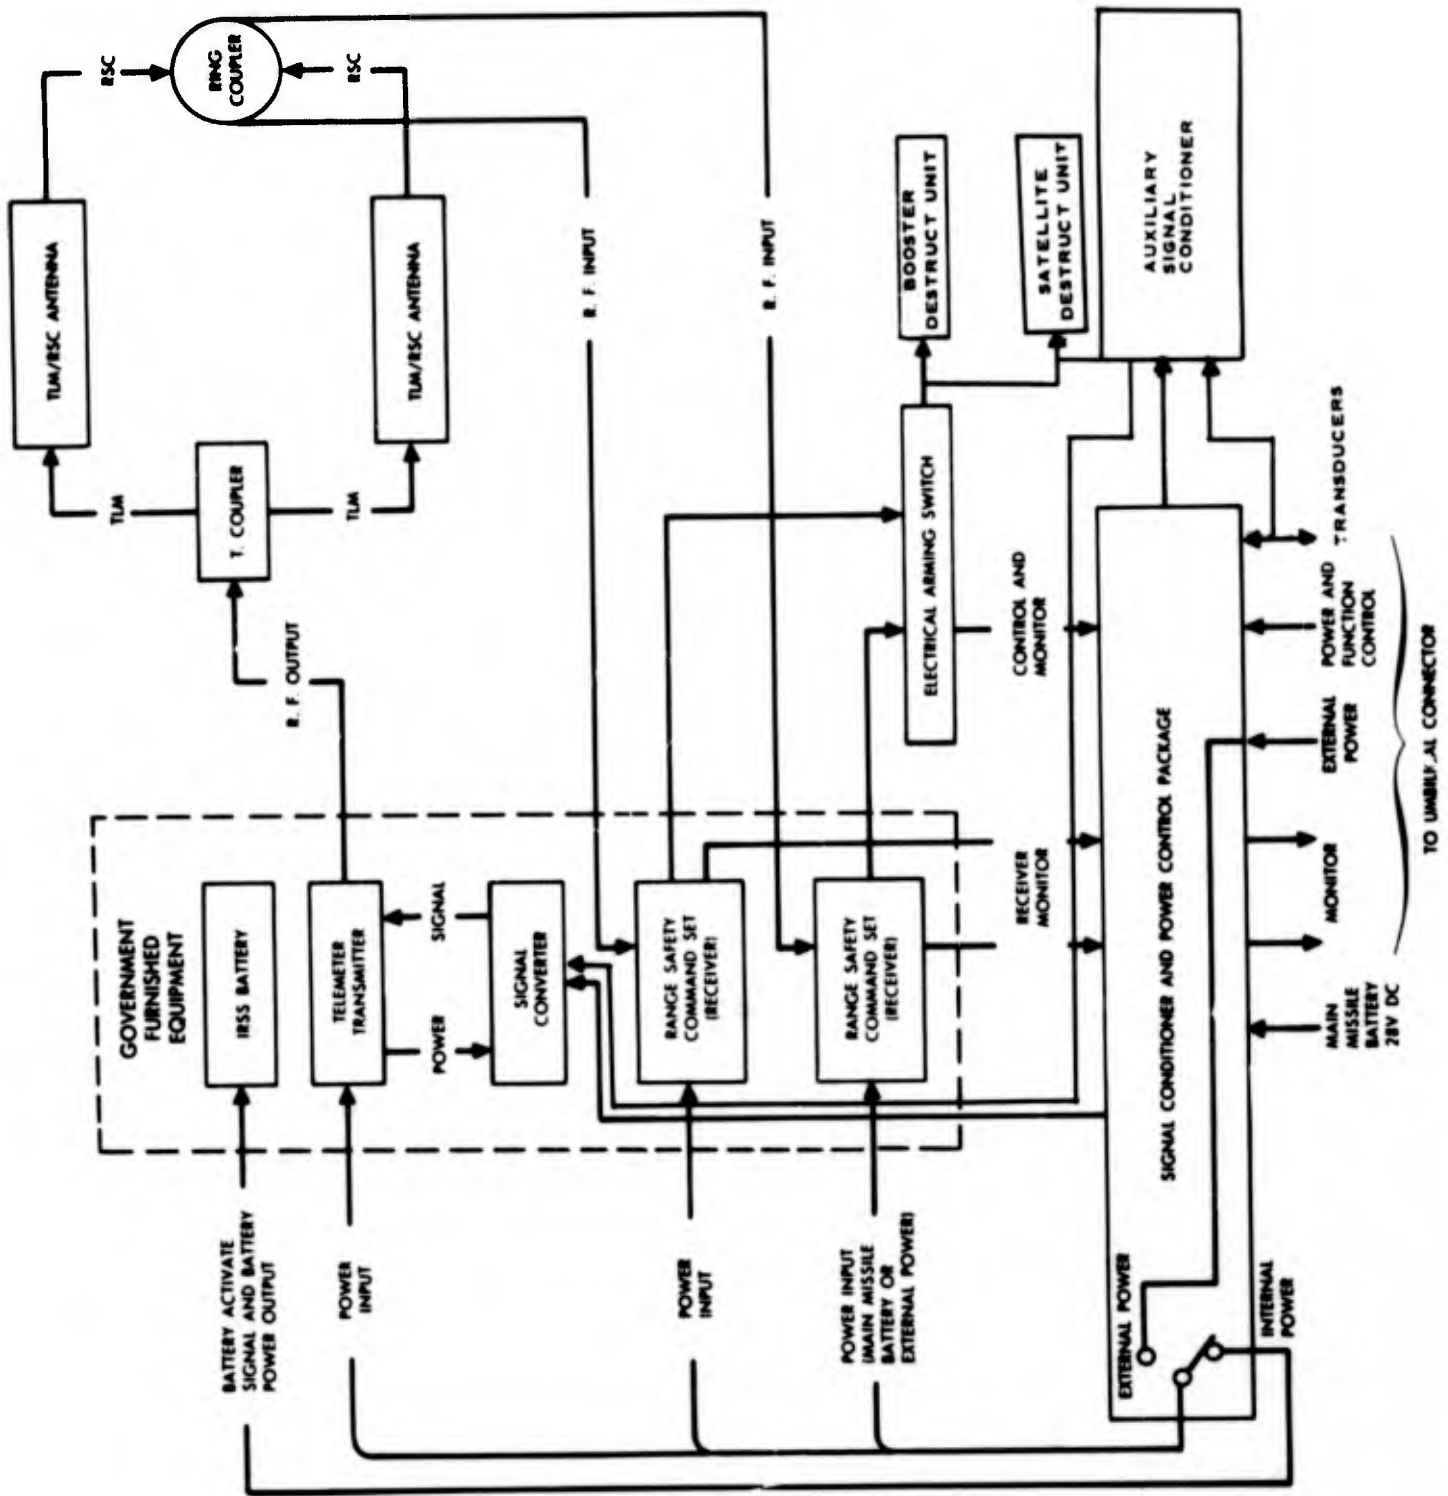 RSC
RING
COUPLER
RSC
TLM/RSC ANTENNA
TLM/RSC ANTENNA
TLM
T. COUPLER
TLM
R. F. OUTPUT
R. F. INPUT
R. F. INPUT
BOOSTER
DESTRUCT UNIT
SATELLITE
DESTRUCT UNIT
AUXILIARY
SIGNAL
CONDITIONER
ELECTRICAL ARMING SWITCH
CONTROL AND
MONITOR
TRANSDUCERS
POWER AND
FUNCTION
CONTROL
EXTERNAL
POWER
MONITOR
MAIN
MISSILE
BATTERY
28V DC
TO UMBILICAL CONNECTOR
GOVERNMENT
FURNISHED
EQUIPMENT
IRSS BATTERY
TELEMETER
TRANSMITTER
SIGNAL
POWER
SIGNAL
CONVERTER
RANGE SAFETY
COMMAND SET
(RECEIVER)
RANGE SAFETY
COMMAND SET
(RECEIVER)
RECEIVER
MONITOR
SIGNAL CONDITIONER AND POWER CONTROL PACKAGE
BATTERY ACTIVATE
SIGNAL AND BATTERY
POWER OUTPUT
POWER
INPUT
POWER
INPUT
POWER INPUT
(MAIN MISSILE
BATTERY OR
EXTERNAL POWER)
EXTERNAL POWER
INTERNAL
POWER